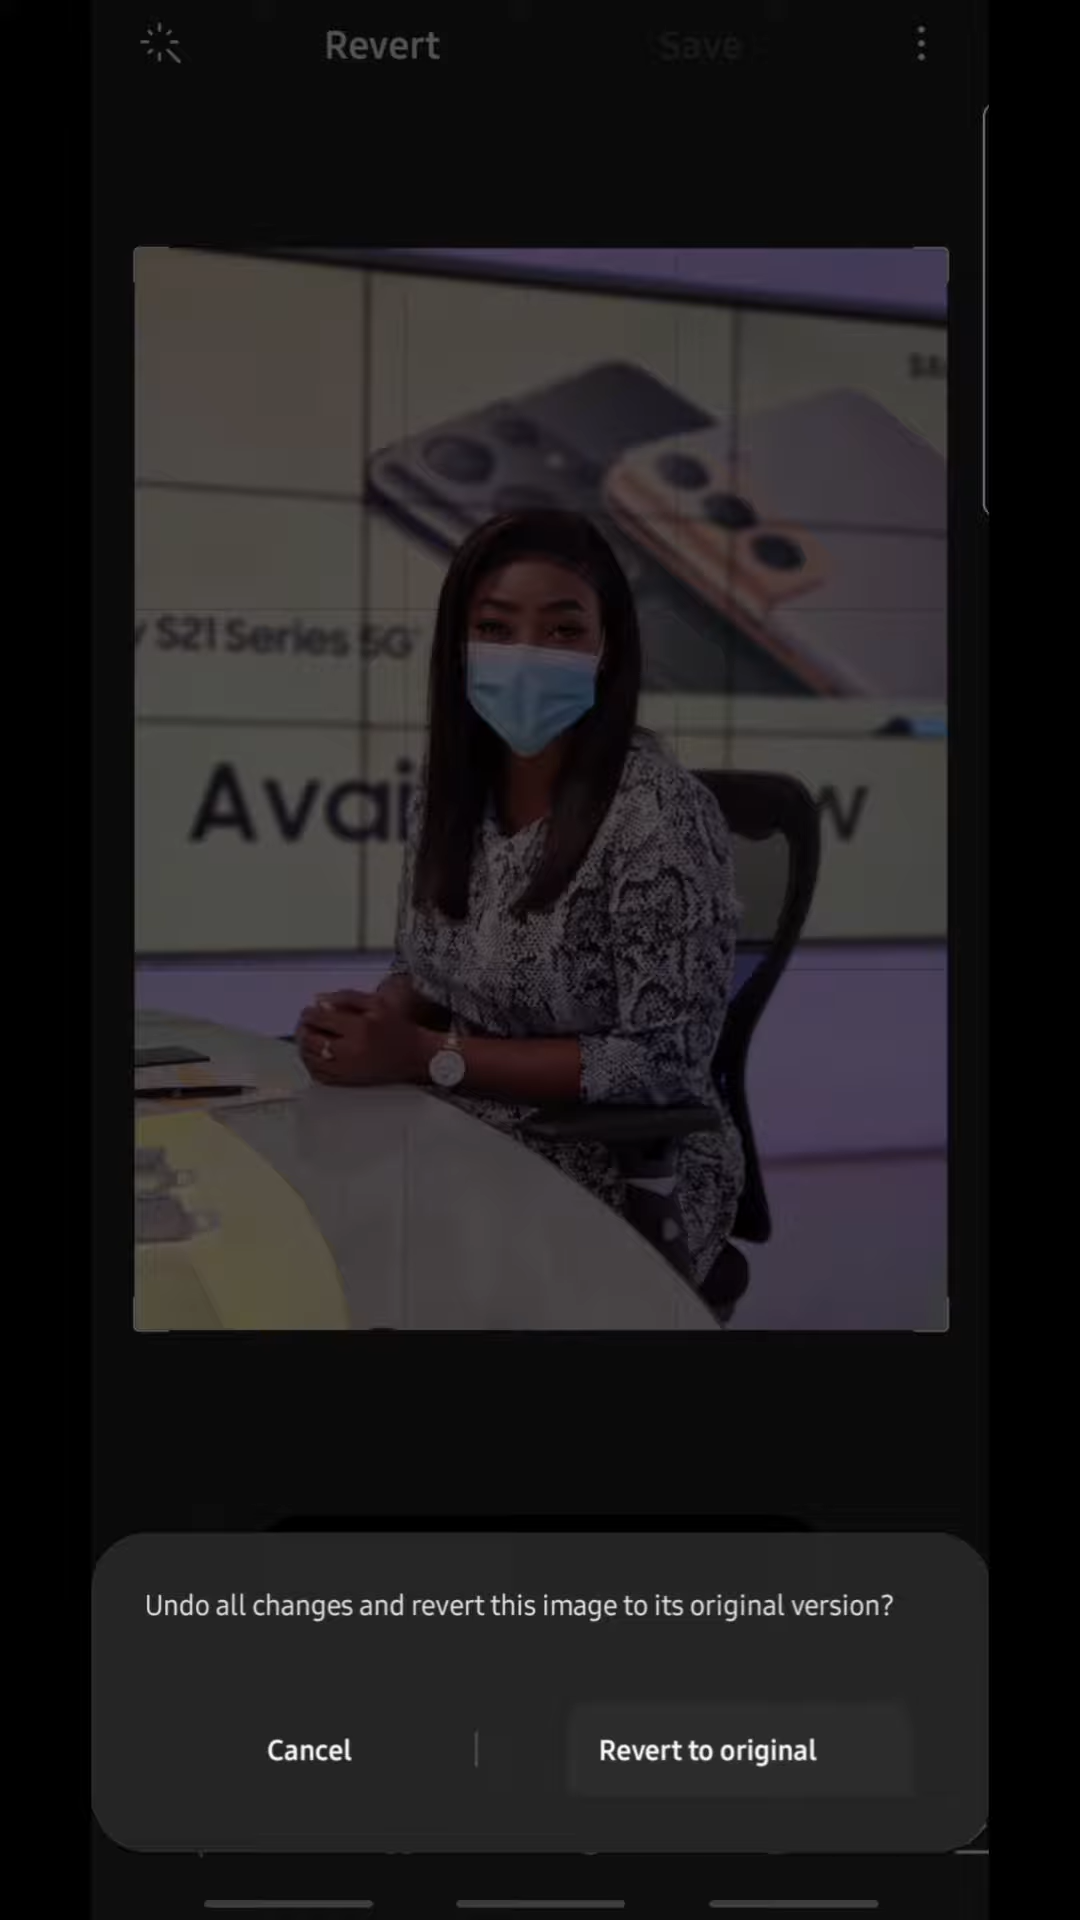 Revert Save
S21 Series 5G
Avai w
Undo all changes and revert this image to its original version?
Cancel
Revert to original